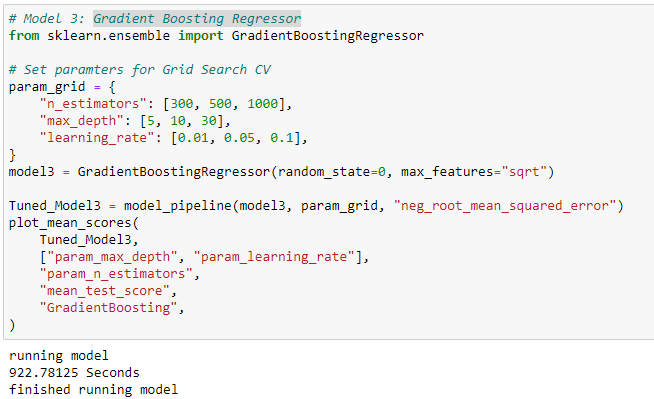 # Model 3: Gradient Boosting Regressor
from sklearn.ensemble import GradientBoostingRegressor
# Set paramters for Grid Search CV
param_grid = {
    "n_estimators": [300, 500, 1000],
    "max_depth": [5, 10, 30],
    "learning_rate": [0.01, 0.05, 0.1],
}
model3 = GradientBoostingRegressor(random_state=0, max_features="sqrt")
Tuned_Model3 = model_pipeline(model3, param_grid, "neg_root_mean_squared_error")
plot_mean_scores(
    Tuned_Model3,
    ["param_max_depth", "param_learning_rate"],
    "param_n_estimators",
    "mean_test_score",
    "GradientBoosting",
)
running model
922.78125 Seconds
finished running model